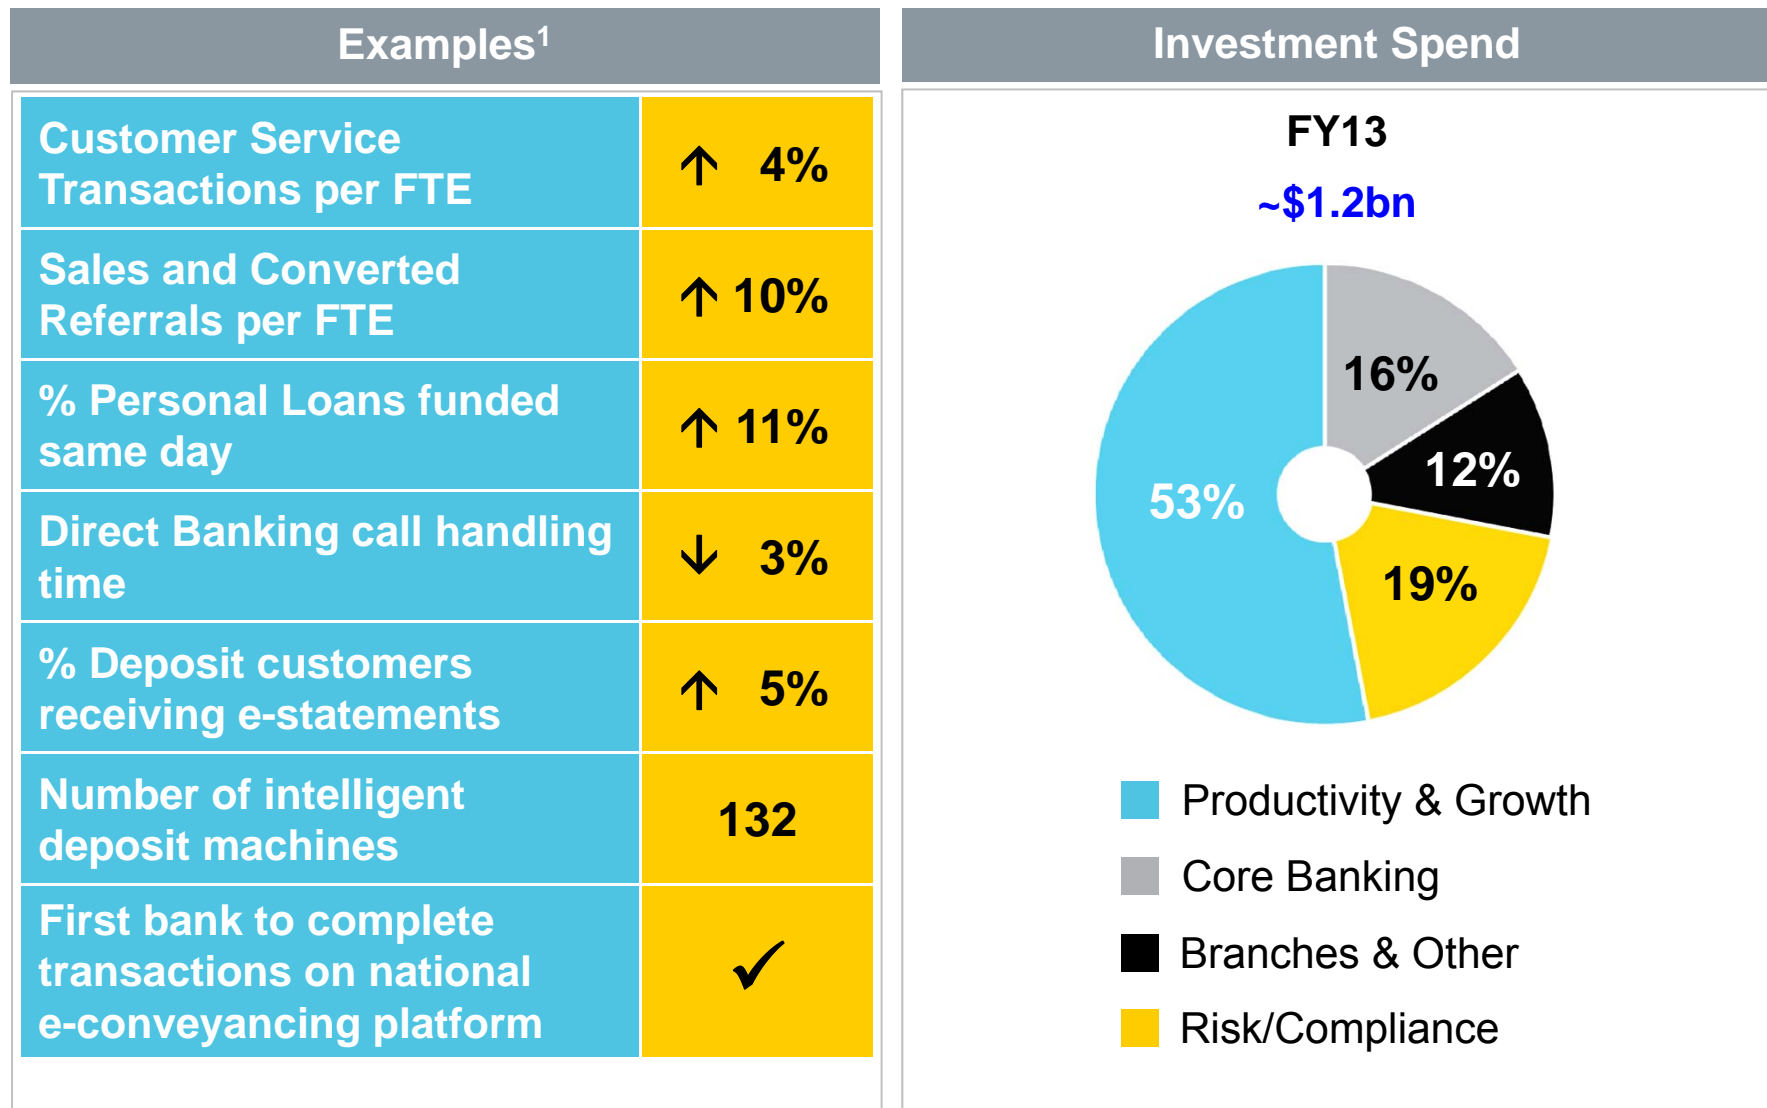 Examples¹
Customer Service
Transactions per FTE
↑ 4%
Sales and Converted
Referrals per FTE
↑ 10%
% Personal Loans funded
same day
↑ 11%
Direct Banking call handling
time
↓ 3%
% Deposit customers
receiving e-statements
↑ 5%
Number of intelligent
deposit machines
132
First bank to complete
transactions on national
e-conveyancing platform
✓
Investment Spend
FY13
~$1.2bn
16%
12%
53%
19%
Productivity & Growth
Core Banking
Branches & Other
Risk/Compliance